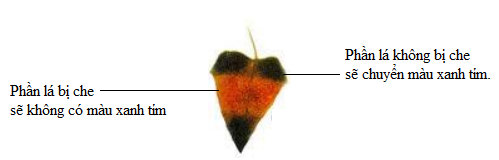 Phần lá không bị che
sẽ chuyển màu xanh tím.
Phần lá bị che
sẽ không có màu xanh tím